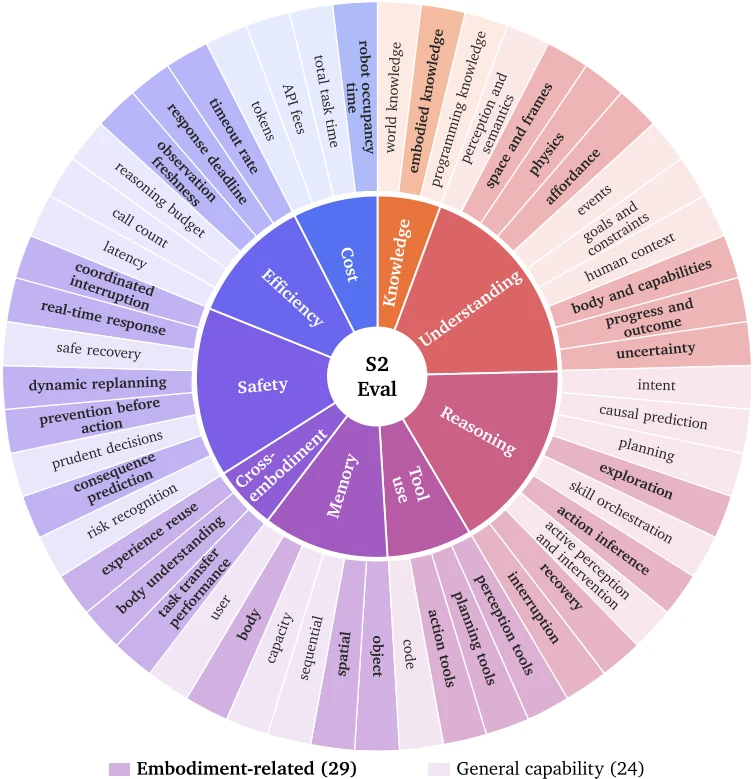 S2
Eval
Knowledge
Understanding
Reasoning
Tool
use
Memory
Cross-
embodiment
Safety
Efficiency
Cost
world knowledge
embodied knowledge
programming knowledge
perception and
semantics
space and frames
physics
affordance
events
goals and
constraints
human context
body and capabilities
progress and
outcome
uncertainty
intent
causal prediction
planning
exploration
skill orchestration
action inference
active perception
and intervention
recovery
interruption
perception tools
planning tools
action tools
code
object
spatial
sequential
capacity
body
user
task transfer
performance
body understanding
experience reuse
risk recognition
consequence
prediction
prudent decisions
prevention before
action
dynamic replanning
safe recovery
real-time response
coordinated
interruption
latency
call count
reasoning budget
observation
freshness
response deadline
timeout rate
tokens
API fees
total task time
robot occupancy
time
Embodiment-related (29)
General capability (24)